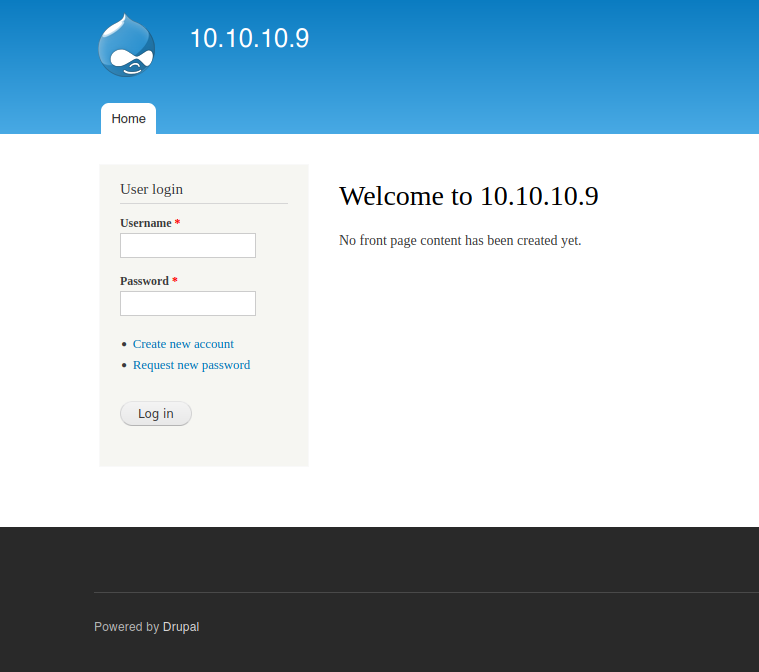 10.10.10.9
Home
User login
Username *
Password *
Create new account
Request new password
Log in
Welcome to 10.10.10.9
No front page content has been created yet.
Powered by Drupal